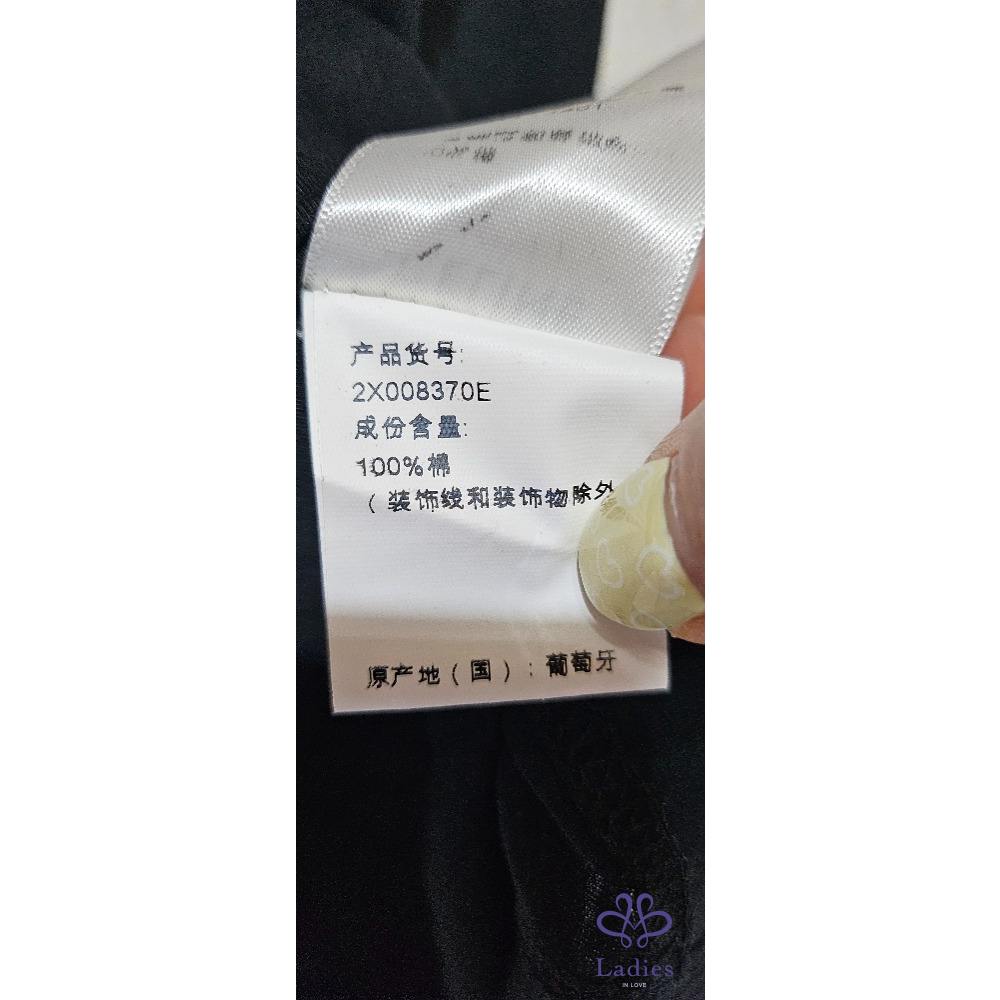 产品货号:
2X008370E
成份含量:
100%棉
(装饰线和装饰物除外
原产地(国):葡萄牙
Ladies
IN LOVE